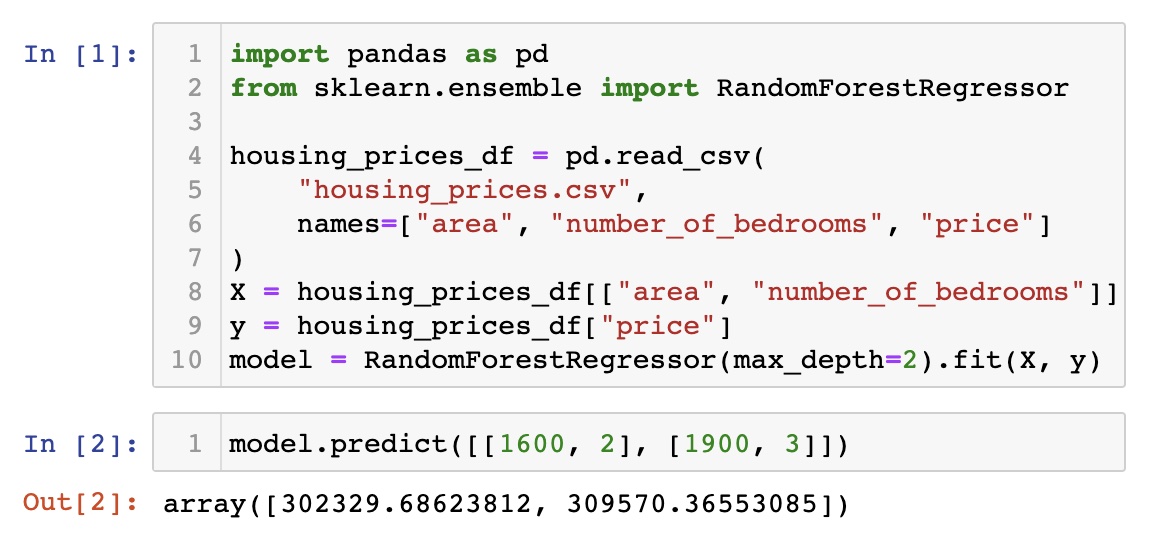 In [1]:
1 import pandas as pd
2 from sklearn.ensemble import RandomForestRegressor
3
4 housing_prices_df = pd.read_csv(
5     "housing_prices.csv",
6     names=["area", "number_of_bedrooms", "price"]
7 )
8 X = housing_prices_df[["area", "number_of_bedrooms"]]
9 y = housing_prices_df["price"]
10 model = RandomForestRegressor(max_depth=2).fit(X, y)
In [2]:
1 model.predict([[1600, 2], [1900, 3]])
Out[2]: array([302329.68623812, 309570.36553085])